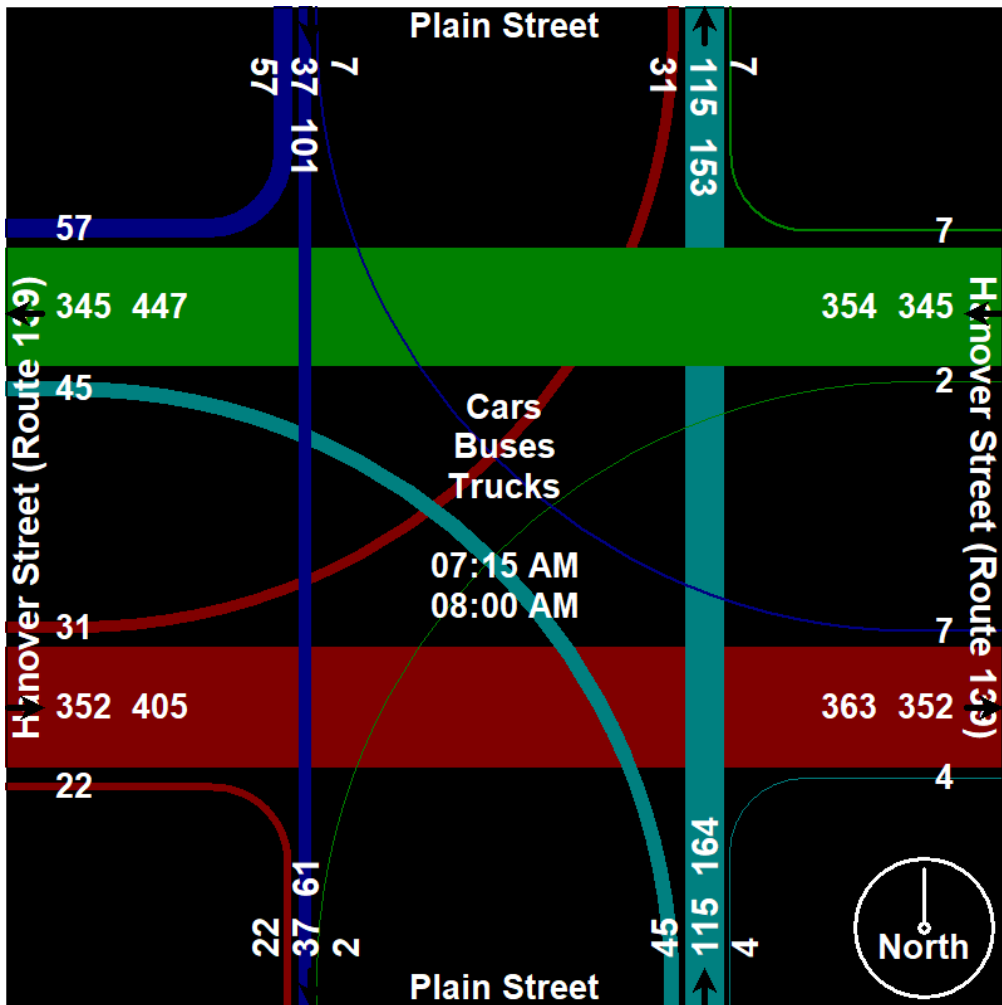 Plain Street
57
37 101
7
31
115 153
7
57
7
345 447
354 345
Hanover Street (Route 139)
Hanover Street (Route 139)
45
2
Cars
Buses
Trucks
07:15 AM
08:00 AM
31
7
352 405
363 352
22
4
22
37 61
2
45
115 164
4
North
Plain Street